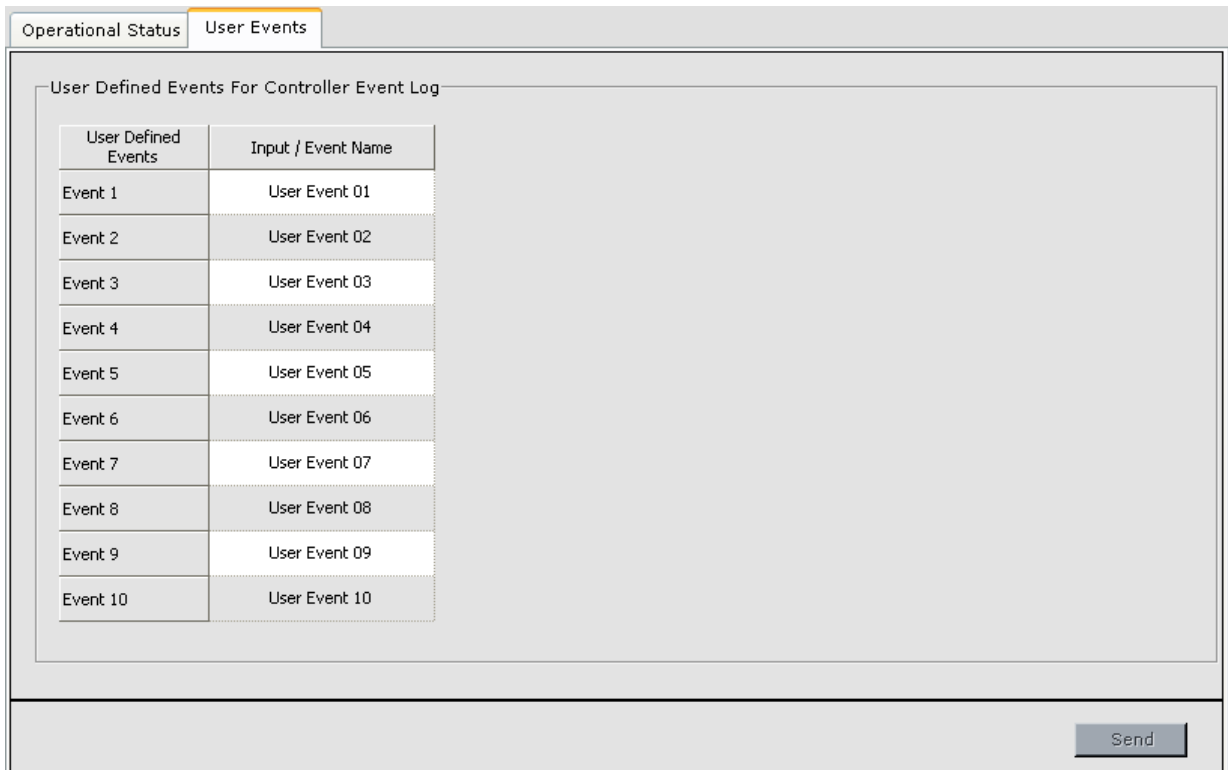 Operational Status
User Events
User Defined Events For Controller Event Log
User Defined
Events
Input / Event Name
Event 1
User Event 01
Event 2
User Event 02
Event 3
User Event 03
Event 4
User Event 04
Event 5
User Event 05
Event 6
User Event 06
Event 7
User Event 07
Event 8
User Event 08
Event 9
User Event 09
Event 10
User Event 10
Send